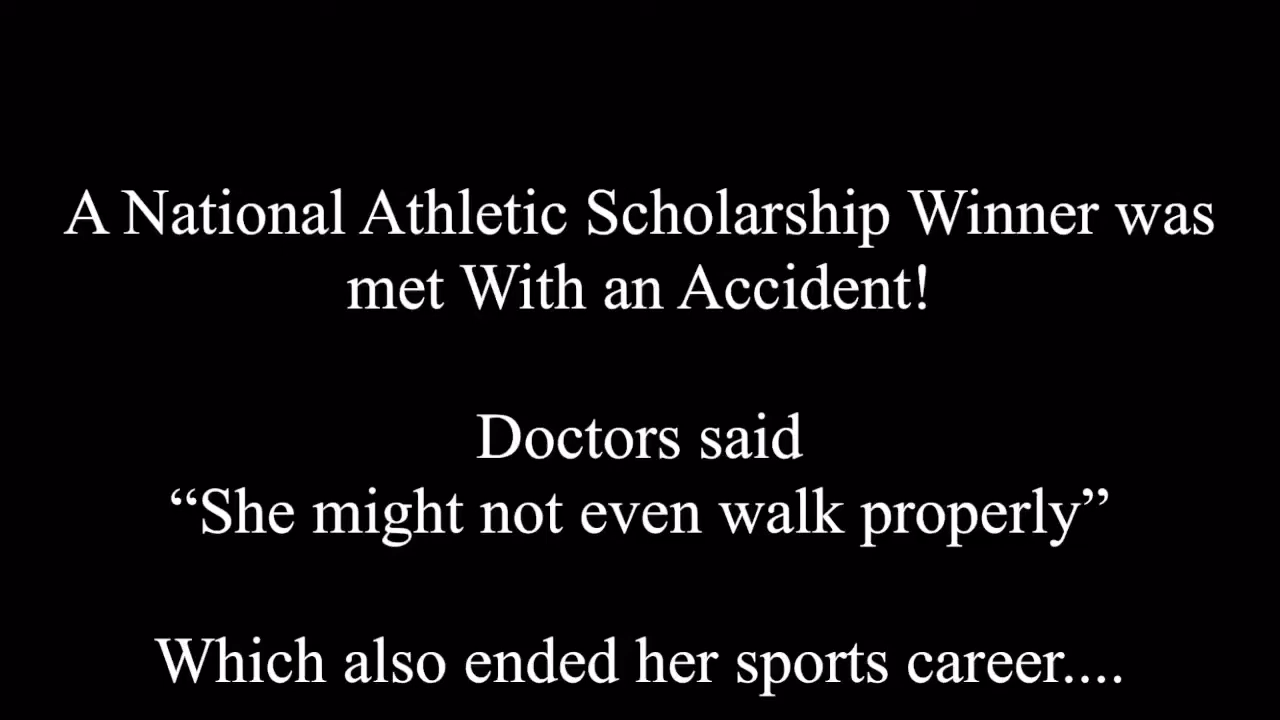 A National Athletic Scholarship Winner was
met With an Accident!
Doctors said
“She might not even walk properly”
Which also ended her sports career....